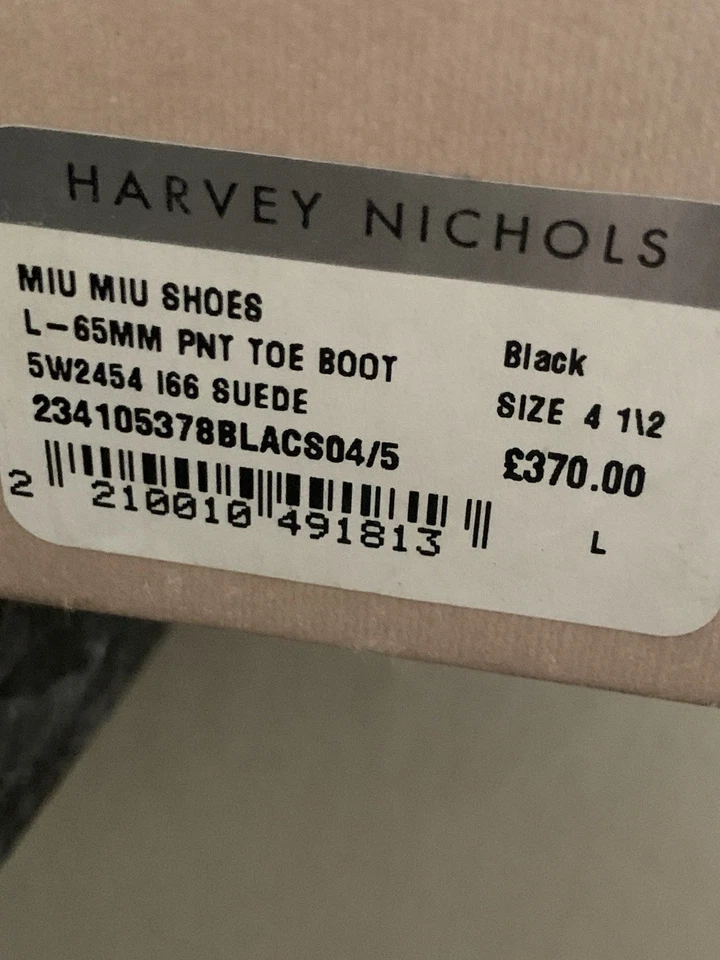 HARVEY NICHOLS
MIU MIU SHOES
L-65MM PNT TOE BOOT
Black
5W2454 I66 SUEDE
SIZE 4 1\2
234105378BLACS04/5
£370.00
2 210010 491813
L